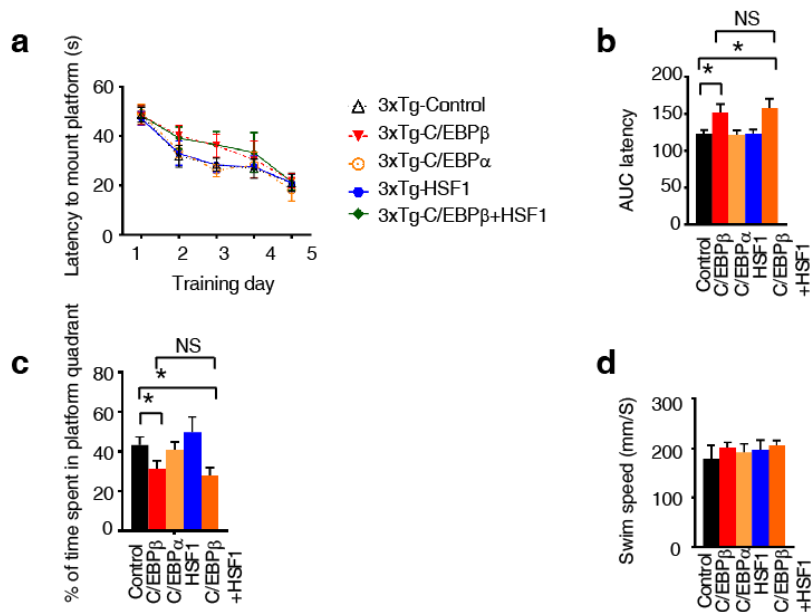 a
Latency to mount platform (s)
60
40
20
0
1 2 3 4 5
Training day
3xTg-Control
3xTg-C/EBPβ
3xTg-C/EBPα
3xTg-HSF1
3xTg-C/EBPβ+HSF1
b
NS
*
*
AUC latency
200
150
100
50
0
Control
C/EBPβ
C/EBPα
HSF1
C/EBPβ
+HSF1
c
NS
*
*
% of time spent in platform quadrant
80
60
40
20
0
Control
C/EBPβ
C/EBPα
HSF1
C/EBPβ
+HSF1
d
Swim speed (mm/S)
300
200
100
0
Control
C/EBPβ
C/EBPα
HSF1
C/EBPβ
+HSF1